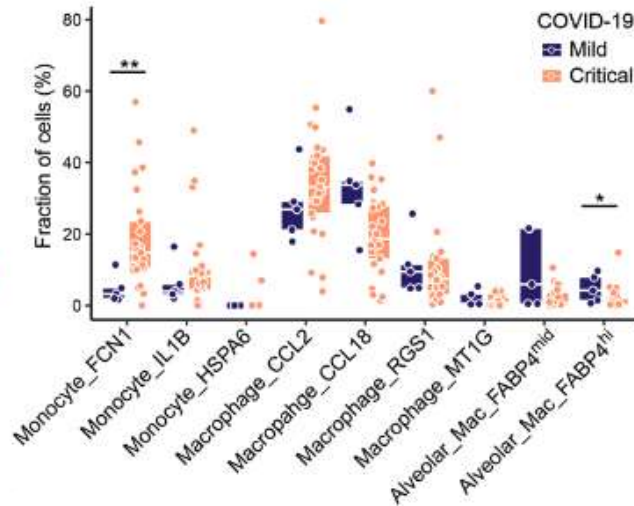 COVID-19
Mild
Critical
**
*
Fraction of cells (%)
80
60
40
20
0
Monocyte_FCN1
Monocyte_IL1B
Monocyte_HSPA6
Macrophage_CCL2
Macropahge_CCL18
Macrophage_RGS1
Macrophage_MT1G
Alveolar_Mac_FABP4mid
Alveolar_Mac_FABP4hi